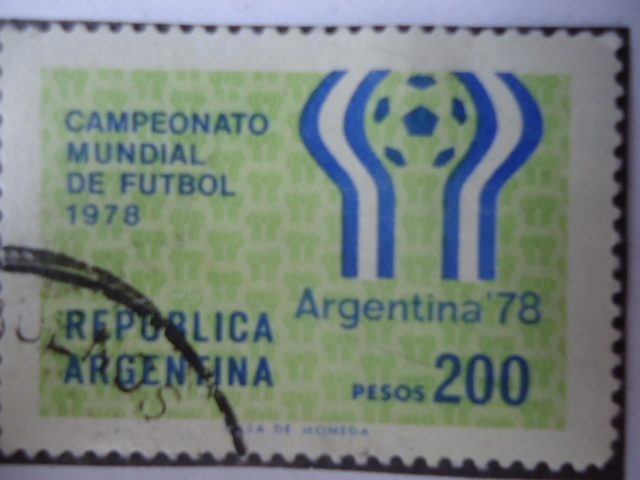 CAMPEONATO
MUNDIAL
DE FUTBOL
1978
Argentina '78
REPUBLICA
ARGENTINA
PESOS 200
CASA DE MONEDA